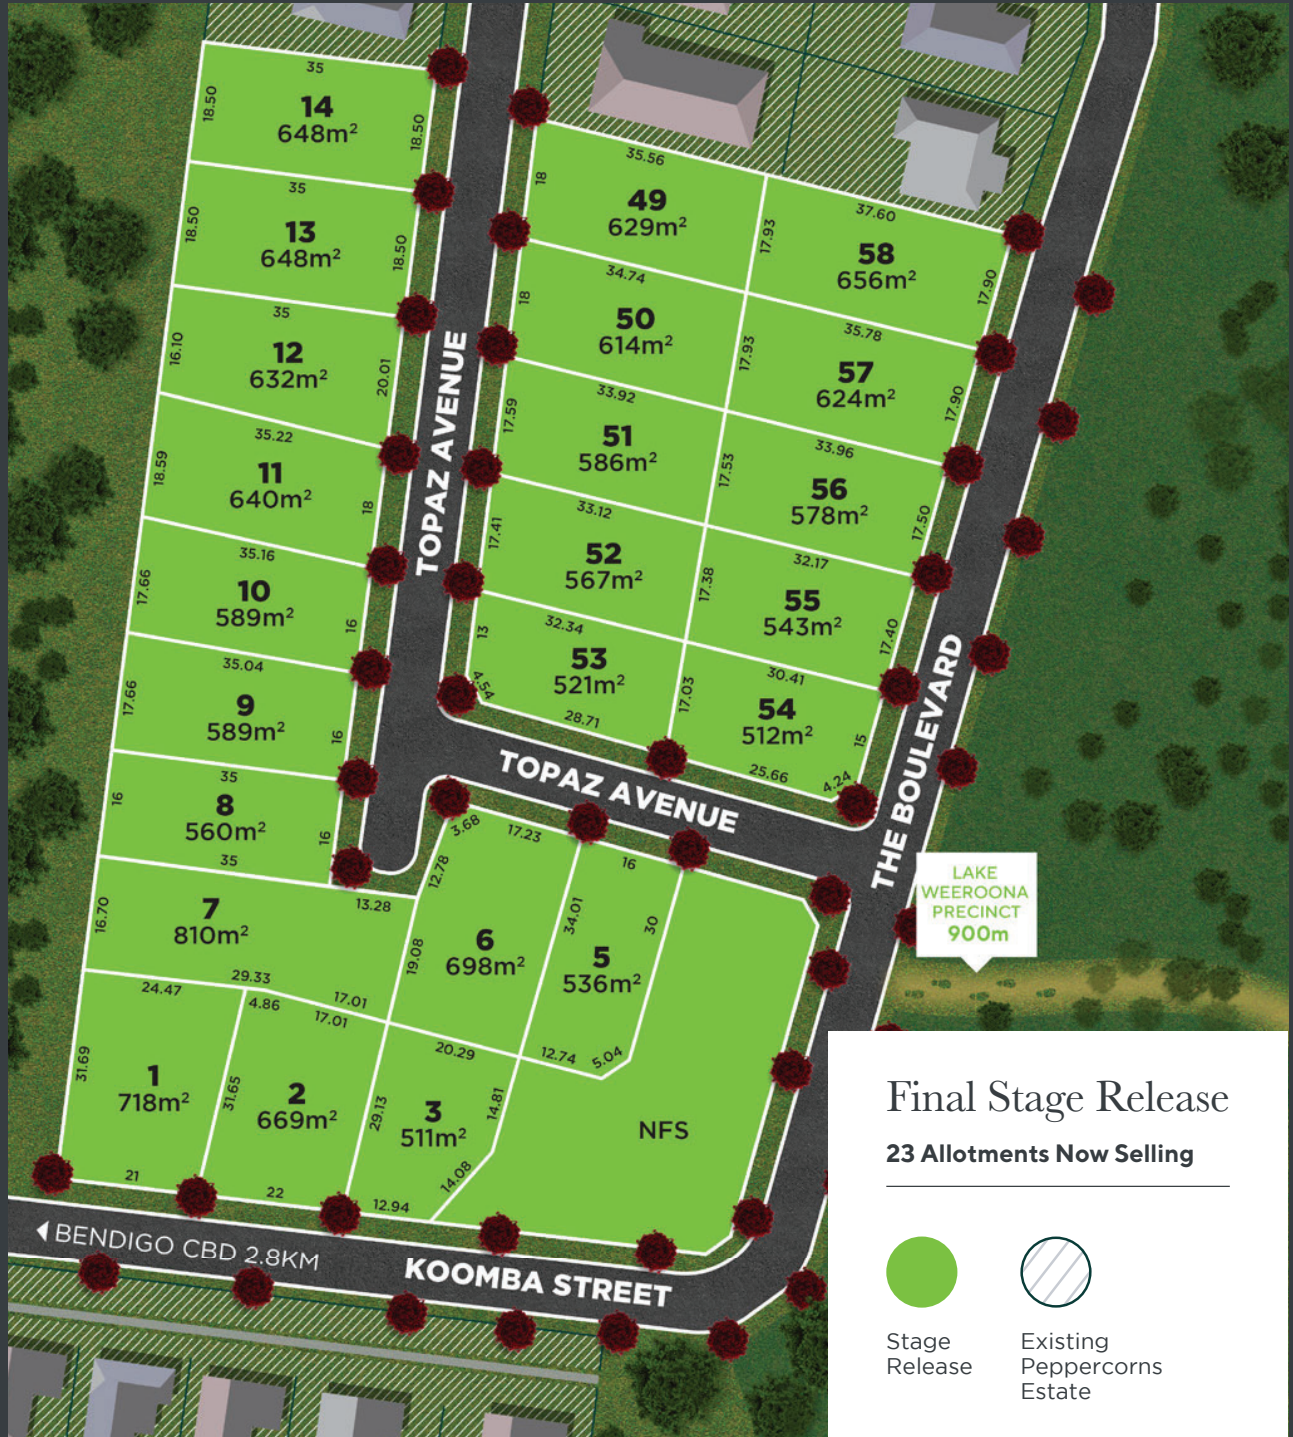 35
18.50
14
648m²
18.50
35
18.50
13
648m²
18.50
35
16.10
12
632m²
20.01
35.22
18.59
11
640m²
18
35.16
17.66
10
589m²
16
35.04
17.66
9
589m²
16
35
16
8
560m²
16
35
13.28
16.70
7
810m²
29.33
17.01
24.47
31.69
1
718m²
21
4.86
17.01
31.65
2
669m²
22
20.29
29.13
3
511m²
14.81
14.08
12.94
3.68
17.23
12.78
19.08
6
698m²
34.01
16
30
5
536m²
12.74
5.04
NFS
35.56
18
49
629m²
17.93
37.60
58
656m²
17.90
34.74
18
50
614m²
17.93
35.78
57
624m²
17.90
33.92
17.59
51
586m²
17.53
33.96
56
578m²
17.50
33.12
17.41
52
567m²
17.38
32.17
55
543m²
17.40
32.34
13
53
521m²
4.54
28.71
17.03
30.41
54
512m²
15
25.66
4.24
TOPAZ AVENUE
TOPAZ AVENUE
THE BOULEVARD
LAKE
WEEROONA
PRECINCT
900m
BENDIGO CBD 2.8KM
KOOMBA STREET
Final Stage Release
23 Allotments Now Selling
Stage
Release
Existing
Peppercorns
Estate